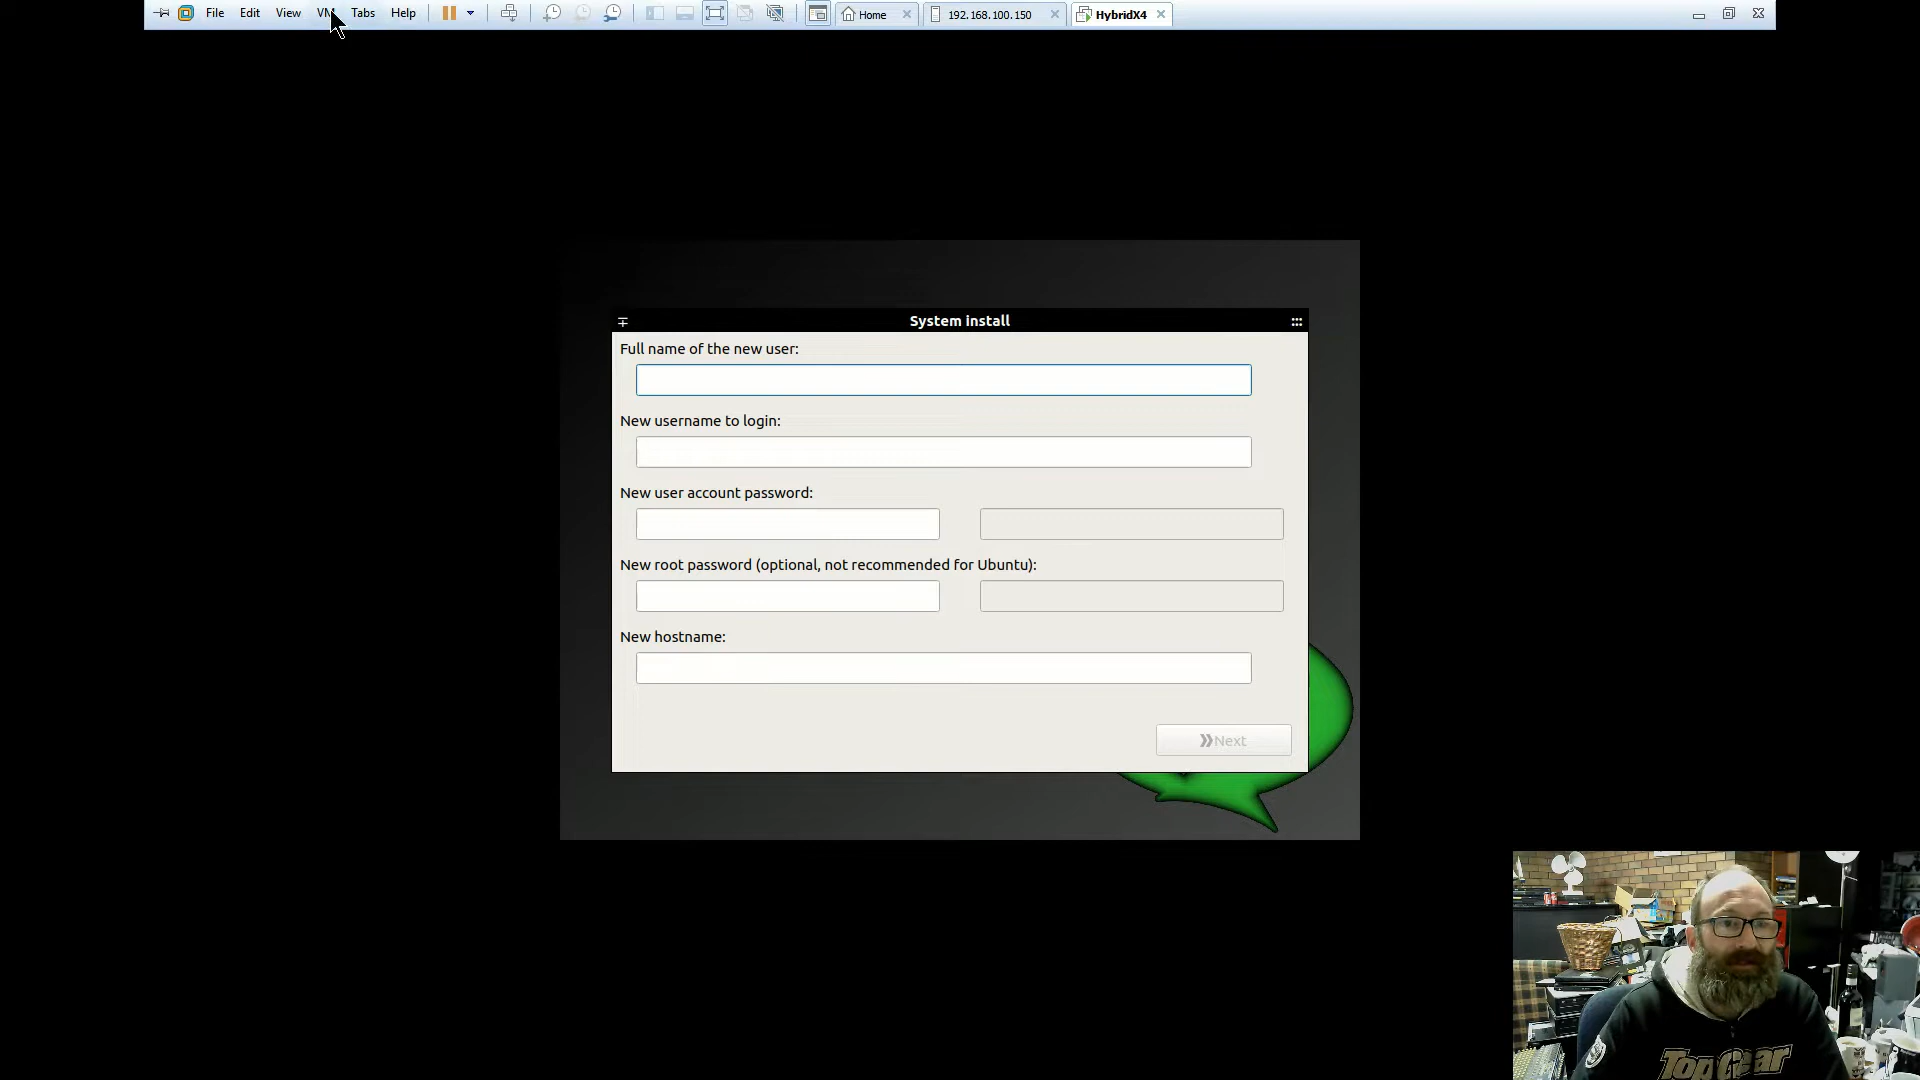 File Edit View VM Tabs Help Home 192.168.100.150 HybridX4
System install
Full name of the new user:
New username to login:
New user account password:
New root password (optional, not recommended for Ubuntu):
New hostname:
Next
Top Gear